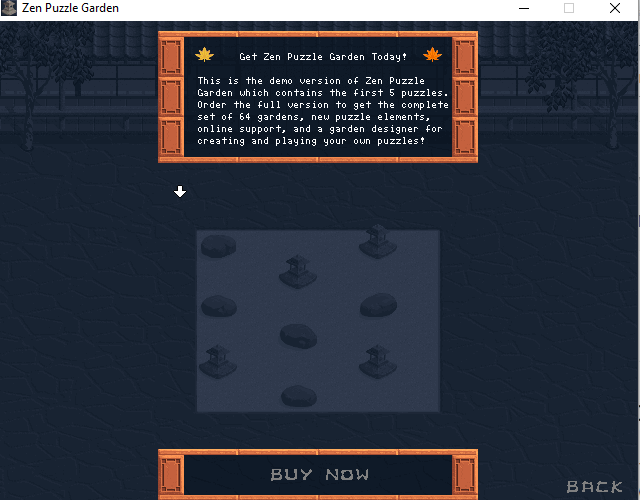 Zen Puzzle Garden
Get Zen Puzzle Garden Today!
This is the demo version of Zen Puzzle
Garden which contains the first 5 puzzles.
Order the full version to get the complete
set of 64 gardens, new puzzle elements,
online support, and a garden designer for
creating and playing your own puzzles!
BUY NOW
BACK